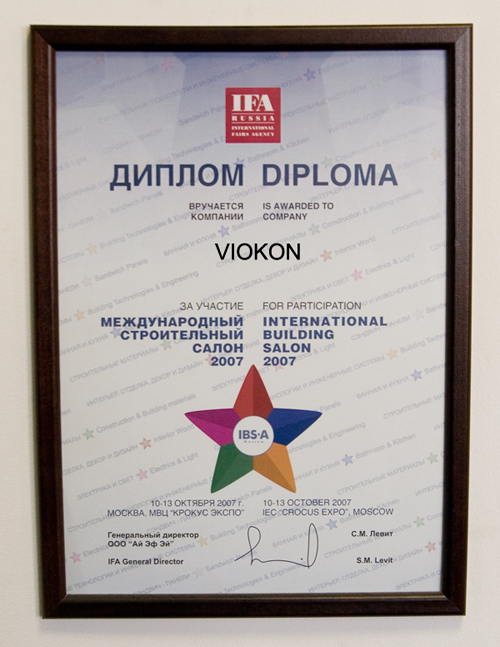 IFA
RUSSIA
INTERNATIONAL
FAIRS AGENCY
ДИПЛОМ DIPLOMA
ВРУЧАЕТСЯ
КОМПАНИИ
IS AWARDED TO
COMPANY
VIOKON
ЗА УЧАСТИЕ
МЕЖДУНАРОДНЫЙ
СТРОИТЕЛЬНЫЙ
САЛОН
2007
FOR PARTICIPATION
INTERNATIONAL
BUILDING
SALON
2007
IBS·A
10-13 ОКТЯБРЯ 2007 г.
МОСКВА, МВЦ "КРОКУС ЭКСПО"
10-13 OCTOBER 2007
IEC "CROCUS EXPO", MOSCOW
Генеральный директор
ООО "Ай Эф Эй"
С.М. Левит
IFA General Director
S.M. Levit